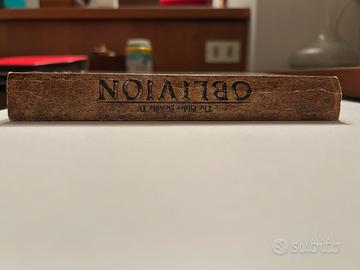 The Elder Scrolls IV
OBLIVION
subito